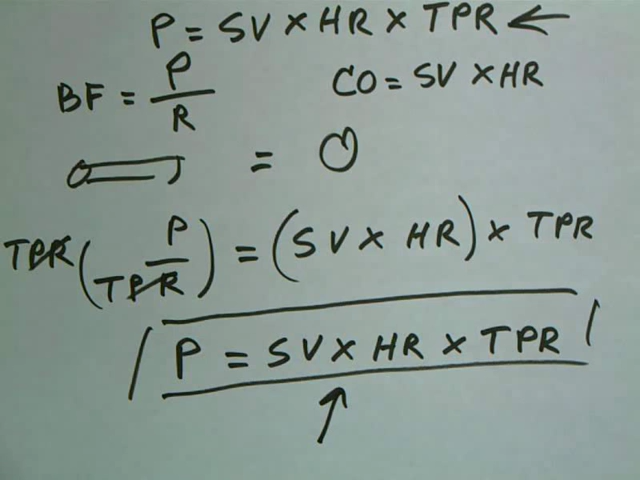 P = SV × HR × TPR ←
BF = P/R
CO = SV × HR
=
TPR (P/TPR) = (SV × HR) × TPR
P = SV × HR × TPR